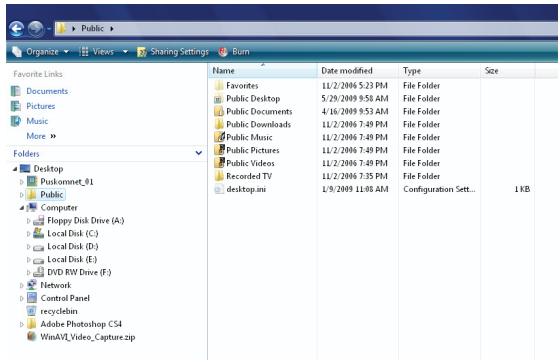 Public
Organize Views Sharing Settings Burn
Favorite Links
Documents
Pictures
Music
More »
Folders
Desktop
Puskomnet_01
Public
Computer
Floppy Disk Drive (A:)
Local Disk (C:)
Local Disk (D:)
Local Disk (E:)
DVD RW Drive (F:)
Network
Control Panel
recyclebin
Adobe Photoshop CS4
WinAVI_Video_Capture.zip
Name Date modified Type Size
Favorites 11/2/2006 5:23 PM File Folder
Public Desktop 5/29/2009 9:58 AM File Folder
Public Documents 4/16/2009 9:53 AM File Folder
Public Downloads 11/2/2006 7:49 PM File Folder
Public Music 11/2/2006 7:49 PM File Folder
Public Pictures 11/2/2006 7:49 PM File Folder
Public Videos 11/2/2006 7:49 PM File Folder
Recorded TV 11/2/2006 7:35 PM File Folder
desktop.ini 1/9/2009 11:08 AM Configuration Sett... 1 KB